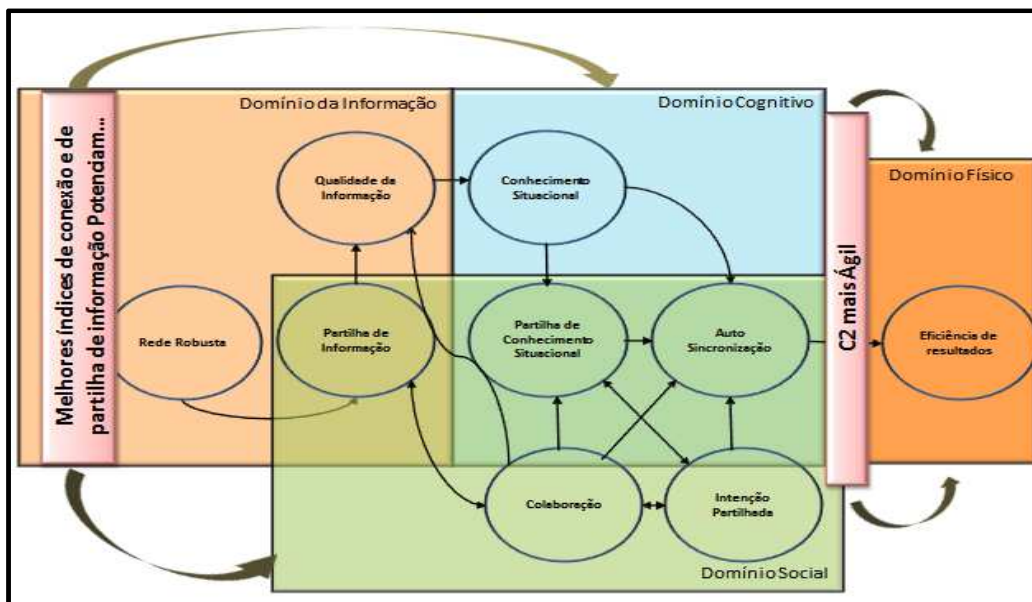 Melhores índices de conexão e de
partilha de informação Potenciam...
Domínio da Informação
Domínio Cognitivo
Domínio Físico
Qualidade da
Informação
Conhecimento
Situacional
Rede Robusta
Partilha de
Informação
Partilha de
Conhecimento
Situacional
Auto
Sincronização
C2 mais Ágil
Eficiência de
resultados
Colaboração
Intenção
Partilhada
Domínio Social